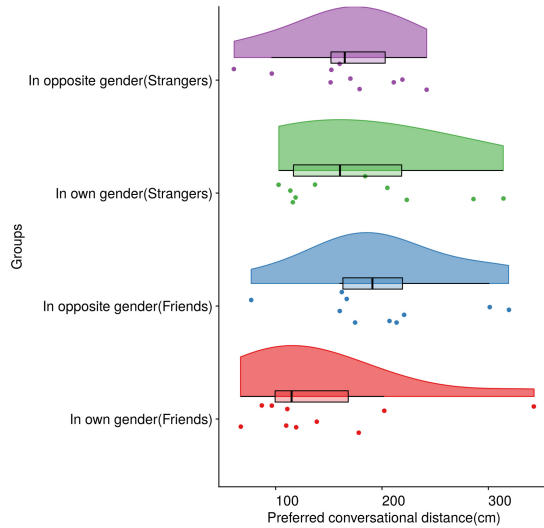 Groups
In opposite gender(Strangers)
In own gender(Strangers)
In opposite gender(Friends)
In own gender(Friends)
100 200 300
Preferred conversational distance(cm)